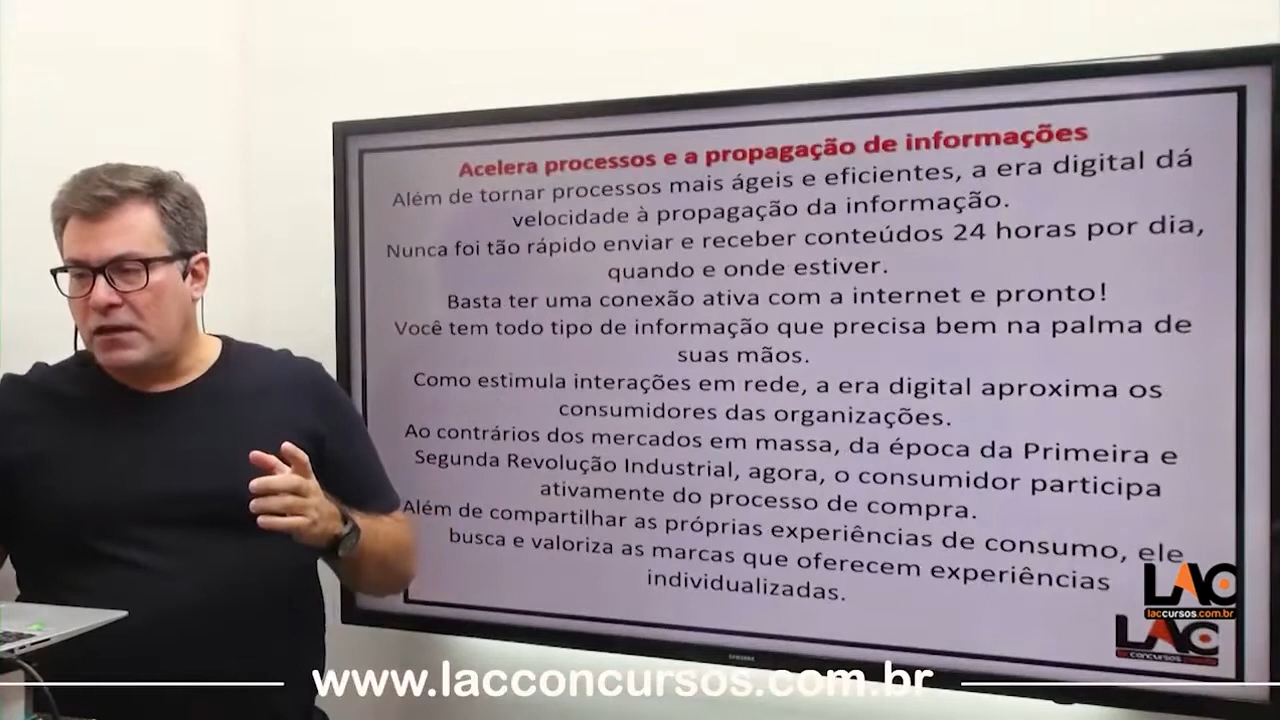 Acelera processos e a propagação de informações
Além de tornar processos mais ágeis e eficientes, a era digital dá
velocidade à propagação da informação.
Nunca foi tão rápido enviar e receber conteúdos 24 horas por dia,
quando e onde estiver.
Basta ter uma conexão ativa com a internet e pronto!
Você tem todo tipo de informação que precisa bem na palma de
suas mãos.
Como estimula interações em rede, a era digital aproxima os
consumidores das organizações.
Ao contrários dos mercados em massa, da época da Primeira e
Segunda Revolução Industrial, agora, o consumidor participa
ativamente do processo de compra.
Além de compartilhar as próprias experiências de consumo, ele
busca e valoriza as marcas que oferecem experiências
individualizadas.
LAC
laccursos.com.br
LAC
concursos
SAMSUNG
www.lacconcursos.com.br